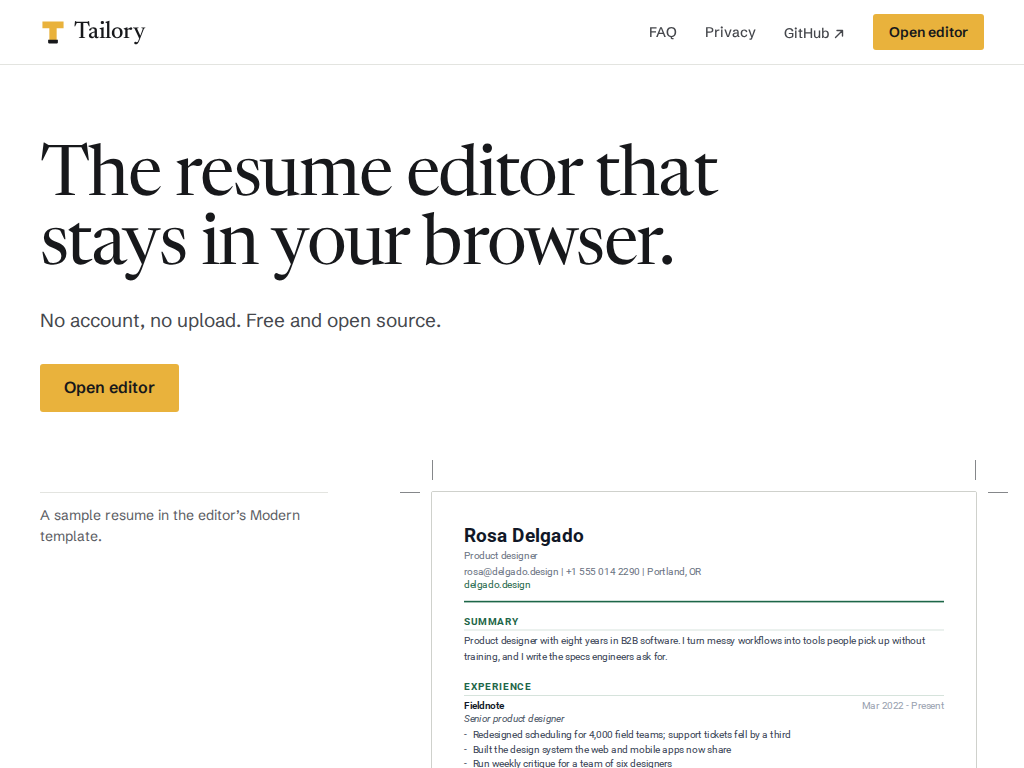 Tailory
FAQ
Privacy
GitHub ↗
Open editor
The resume editor that
stays in your browser.
No account, no upload. Free and open source.
Open editor
A sample resume in the editor’s Modern
template.
Rosa Delgado
Product designer
rosa@delgado.design | +1 555 014 2290 | Portland, OR
delgado.design
SUMMARY
Product designer with eight years in B2B software. I turn messy workflows into tools people pick up without
training, and I write the specs engineers ask for.
EXPERIENCE
Fieldnote
Mar 2022 - Present
Senior product designer
- Redesigned scheduling for 4,000 field teams; support tickets fell by a third
- Built the design system the web and mobile apps now share
- Run weekly critique for a team of six designers